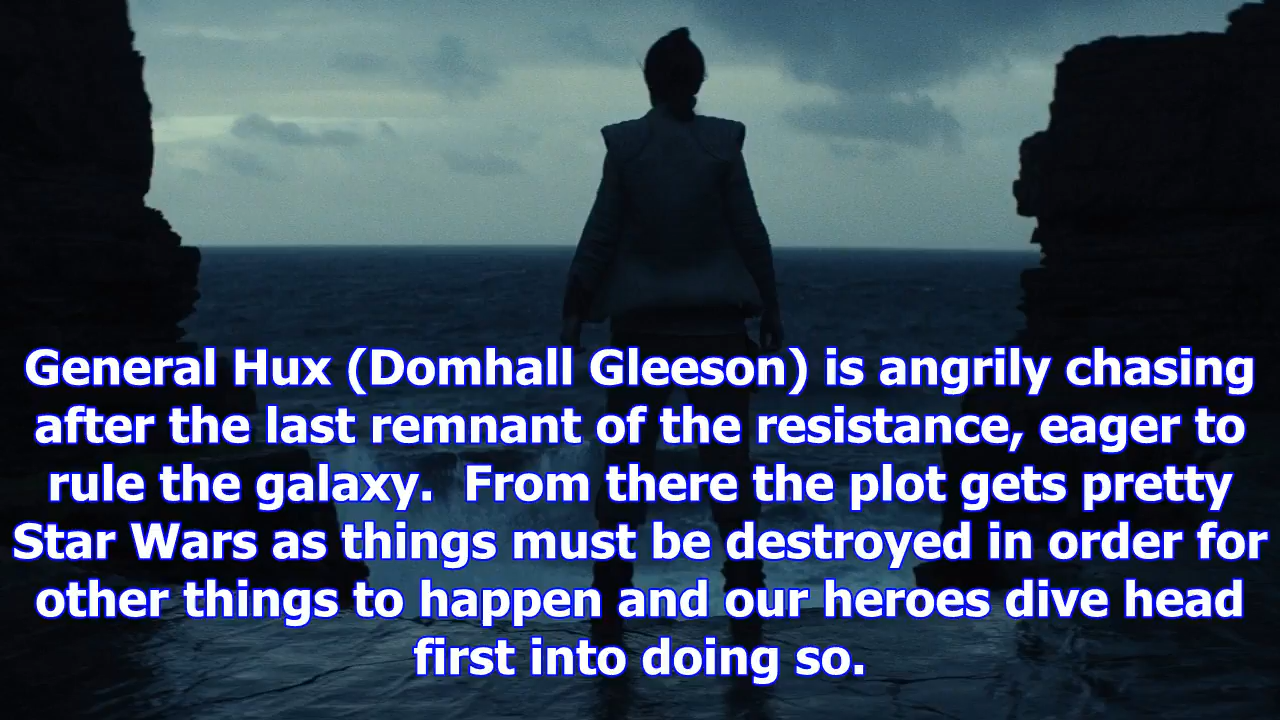 General Hux (Domhall Gleeson) is angrily chasing
after the last remnant of the resistance, eager to
rule the galaxy.  From there the plot gets pretty
Star Wars as things must be destroyed in order for
other things to happen and our heroes dive head
first into doing so.